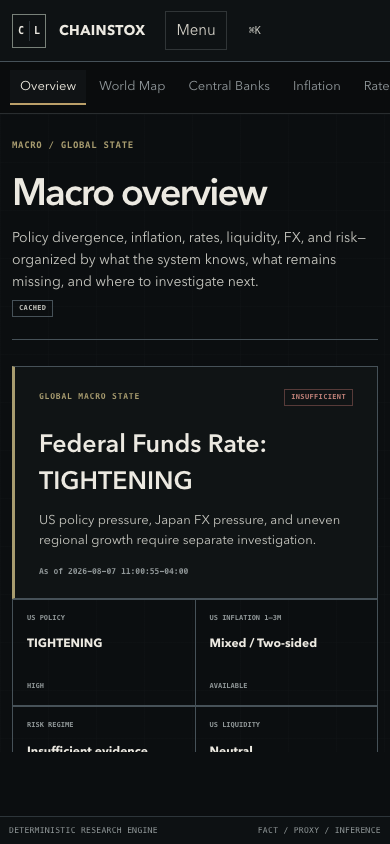 C L CHAINSTOX Menu ⌘K
Overview World Map Central Banks Inflation Rate
MACRO / GLOBAL STATE
Macro overview
Policy divergence, inflation, rates, liquidity, FX, and risk—
organized by what the system knows, what remains
missing, and where to investigate next.
CACHED
GLOBAL MACRO STATE INSUFFICIENT
Federal Funds Rate:
TIGHTENING
US policy pressure, Japan FX pressure, and uneven
regional growth require separate investigation.
As of 2026-08-07 11:00:55-04:00
US POLICY US INFLATION 1–3M
TIGHTENING Mixed / Two-sided
HIGH AVAILABLE
RISK REGIME US LIQUIDITY
Insufficient evidence Neutral
DETERMINISTIC RESEARCH ENGINE FACT / PROXY / INFERENCE